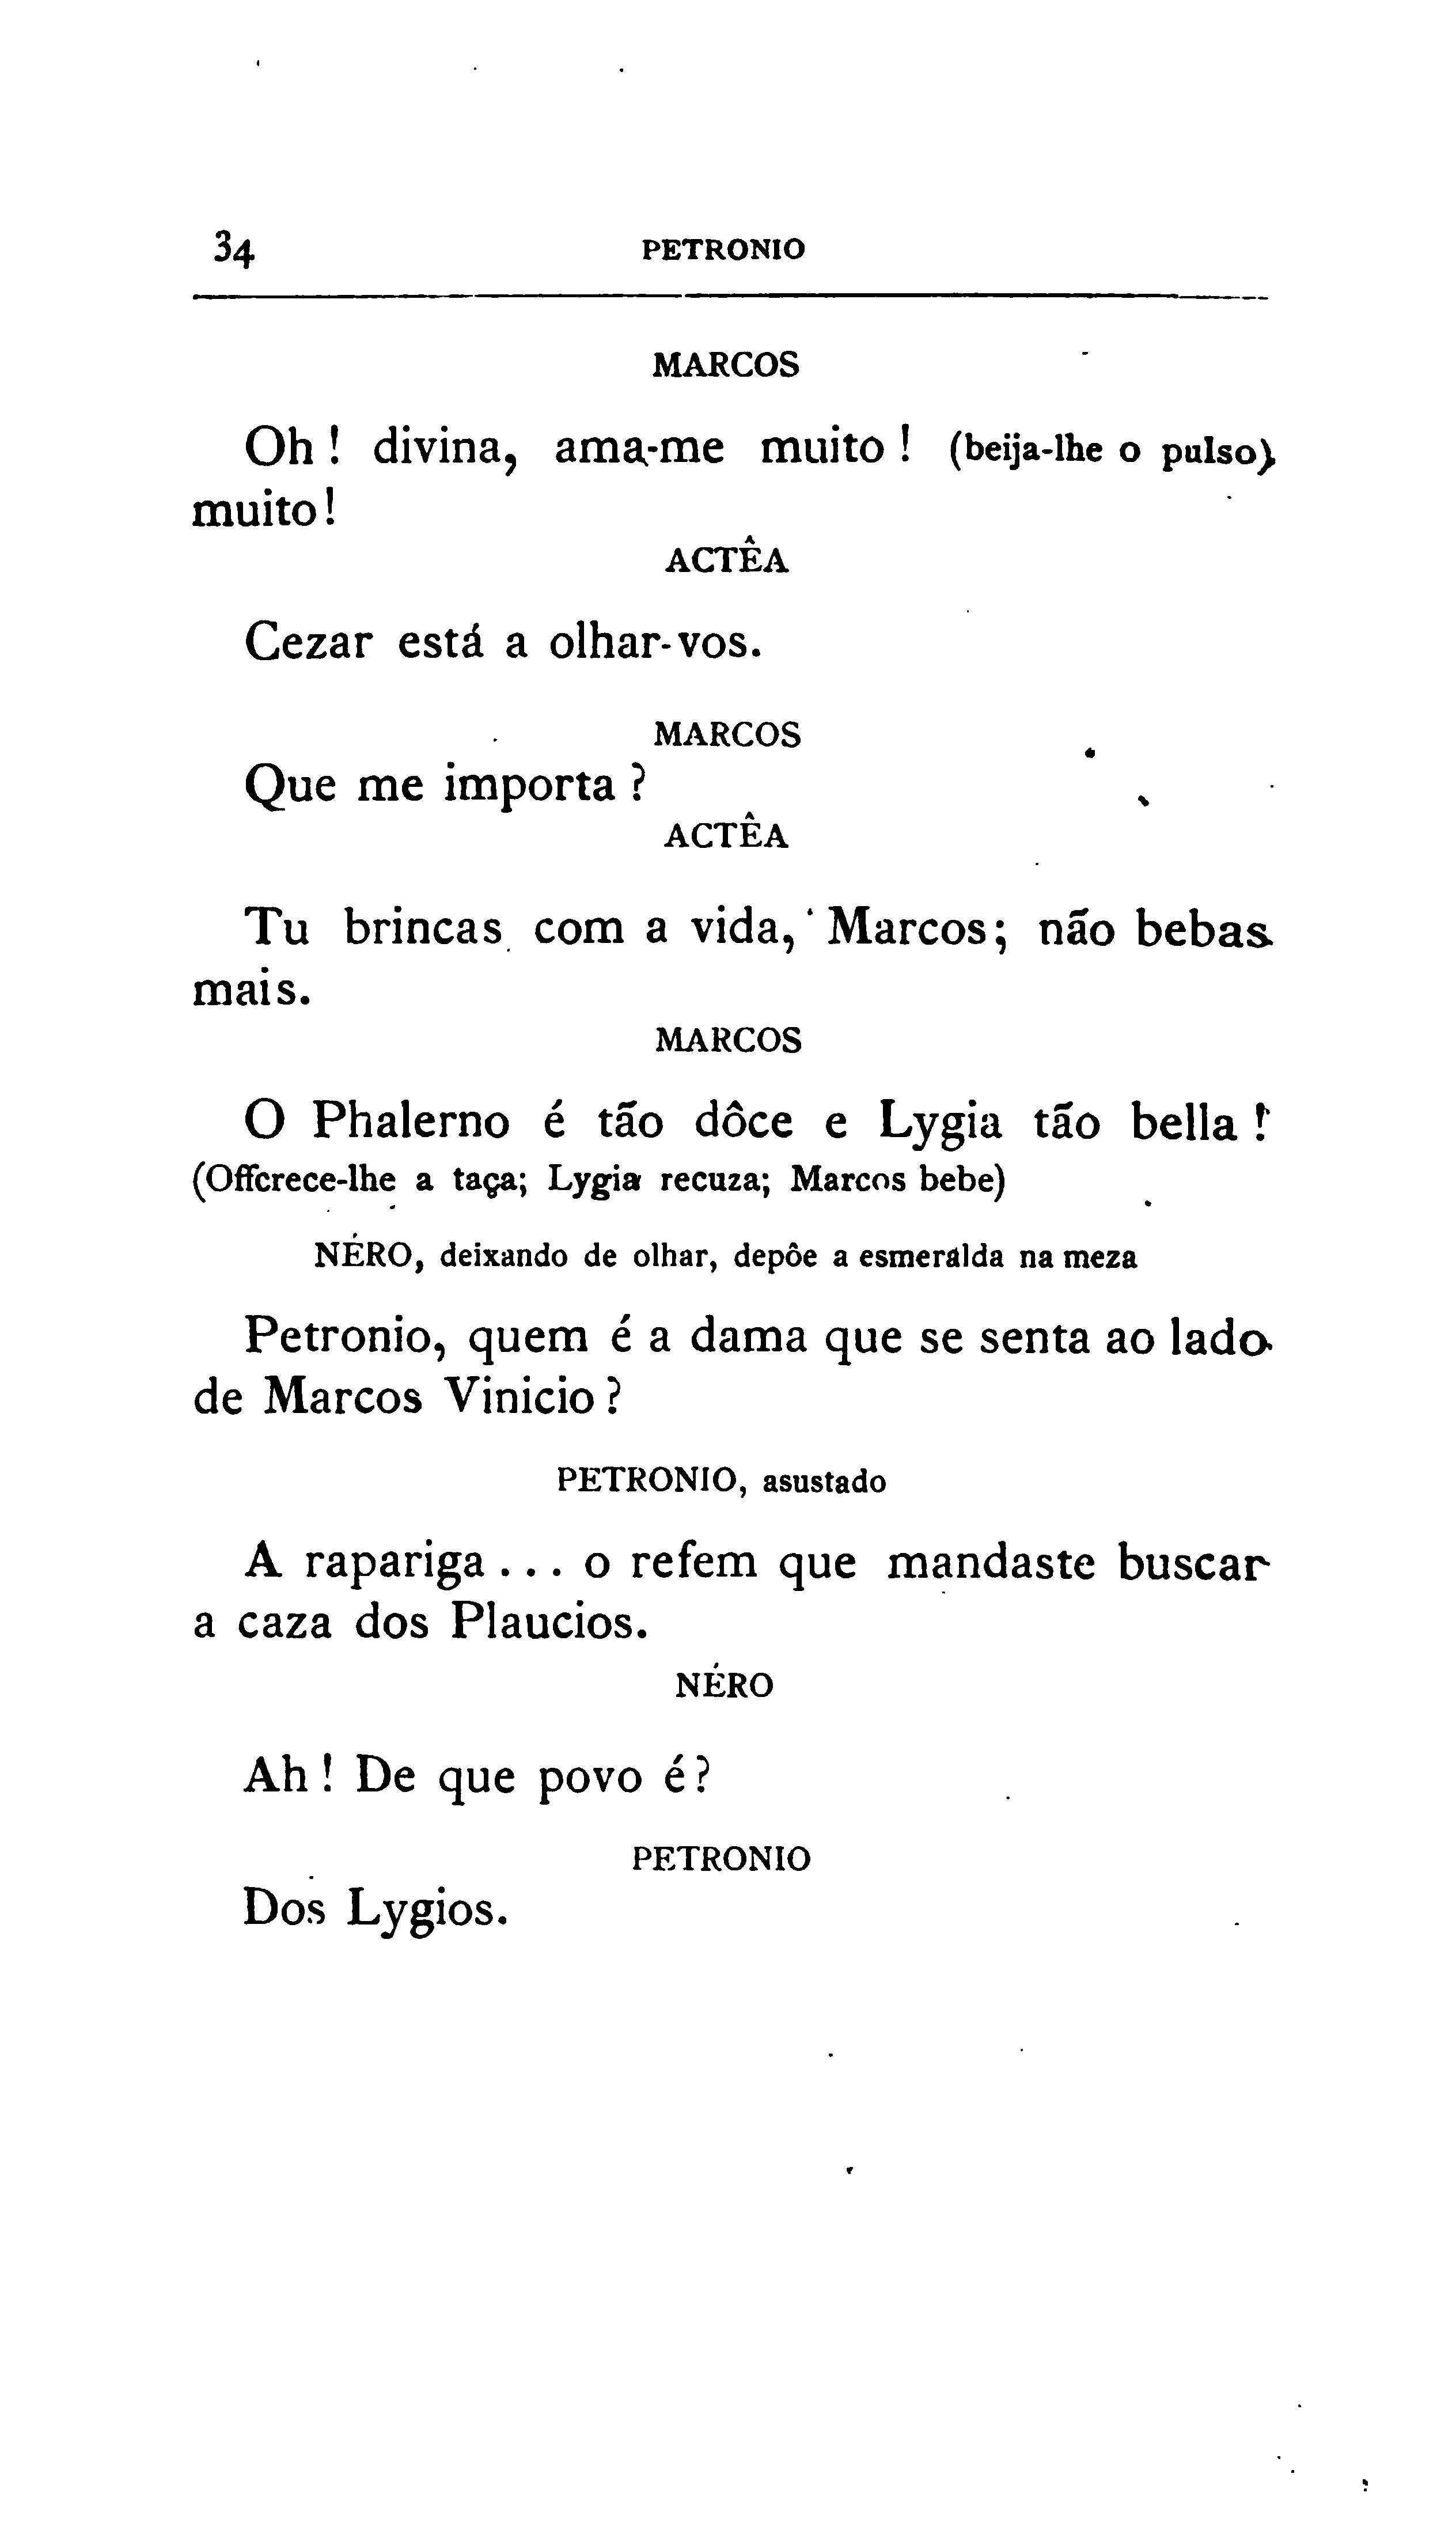 34 PETRONIO
MARCOS
Oh ! divina, ama-me muito ! (beija-lhe o pulso)
muito!
ACTÊA
Cezar está a olhar-vos.
MARCOS
Que me importa ?
ACTÊA
Tu brincas com a vida, Marcos; não bebas
mais.
MARCOS
O Phalerno é tão dôce e Lygia tão bella !
(Offerece-lhe a taça; Lygia recuza; Marcos bebe)
NÉRO, deixando de olhar, depôe a esmeralda na meza
Petronio, quem é a dama que se senta ao lado
de Marcos Vinicio ?
PETRONIO, asustado
A rapariga . . . o refem que mandaste buscar
a caza dos Plaucios.
NÉRO
Ah ! De que povo é ?
PETRONIO
Dos Lygios.